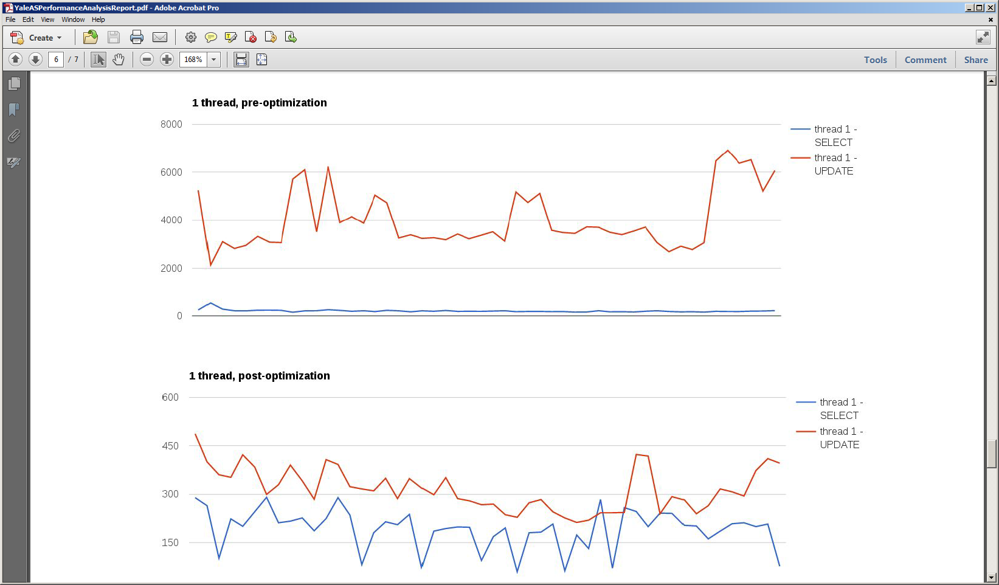 YaleASPerformanceAnalysisReport.pdf - Adobe Acrobat Pro
File Edit View Window Help
Create
6 / 7 168% Tools Comment Share
1 thread, pre-optimization
8000
6000
4000
2000
0
thread 1 -
SELECT
thread 1 -
UPDATE
1 thread, post-optimization
600
450
300
150
thread 1 -
SELECT
thread 1 -
UPDATE